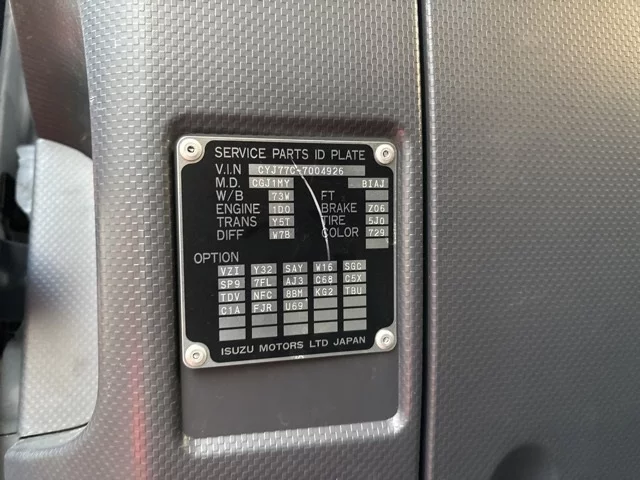 SERVICE PARTS ID PLATE
V.I.N CYJ77C-7004926
M.D. CGJ1MY BIAJ
W/B 73W FT
ENGINE 1D0 BRAKE Z06
TRANS Y5T TIRE 5J0
DIFF W7B COLOR 729
OPTION
VZI Y32 SAY W16 SGC
SP9 7FL AJ3 C68 C5X
TDV NFC 8BM KG2 TBU
C1A FJR U69
ISUZU MOTORS LTD JAPAN